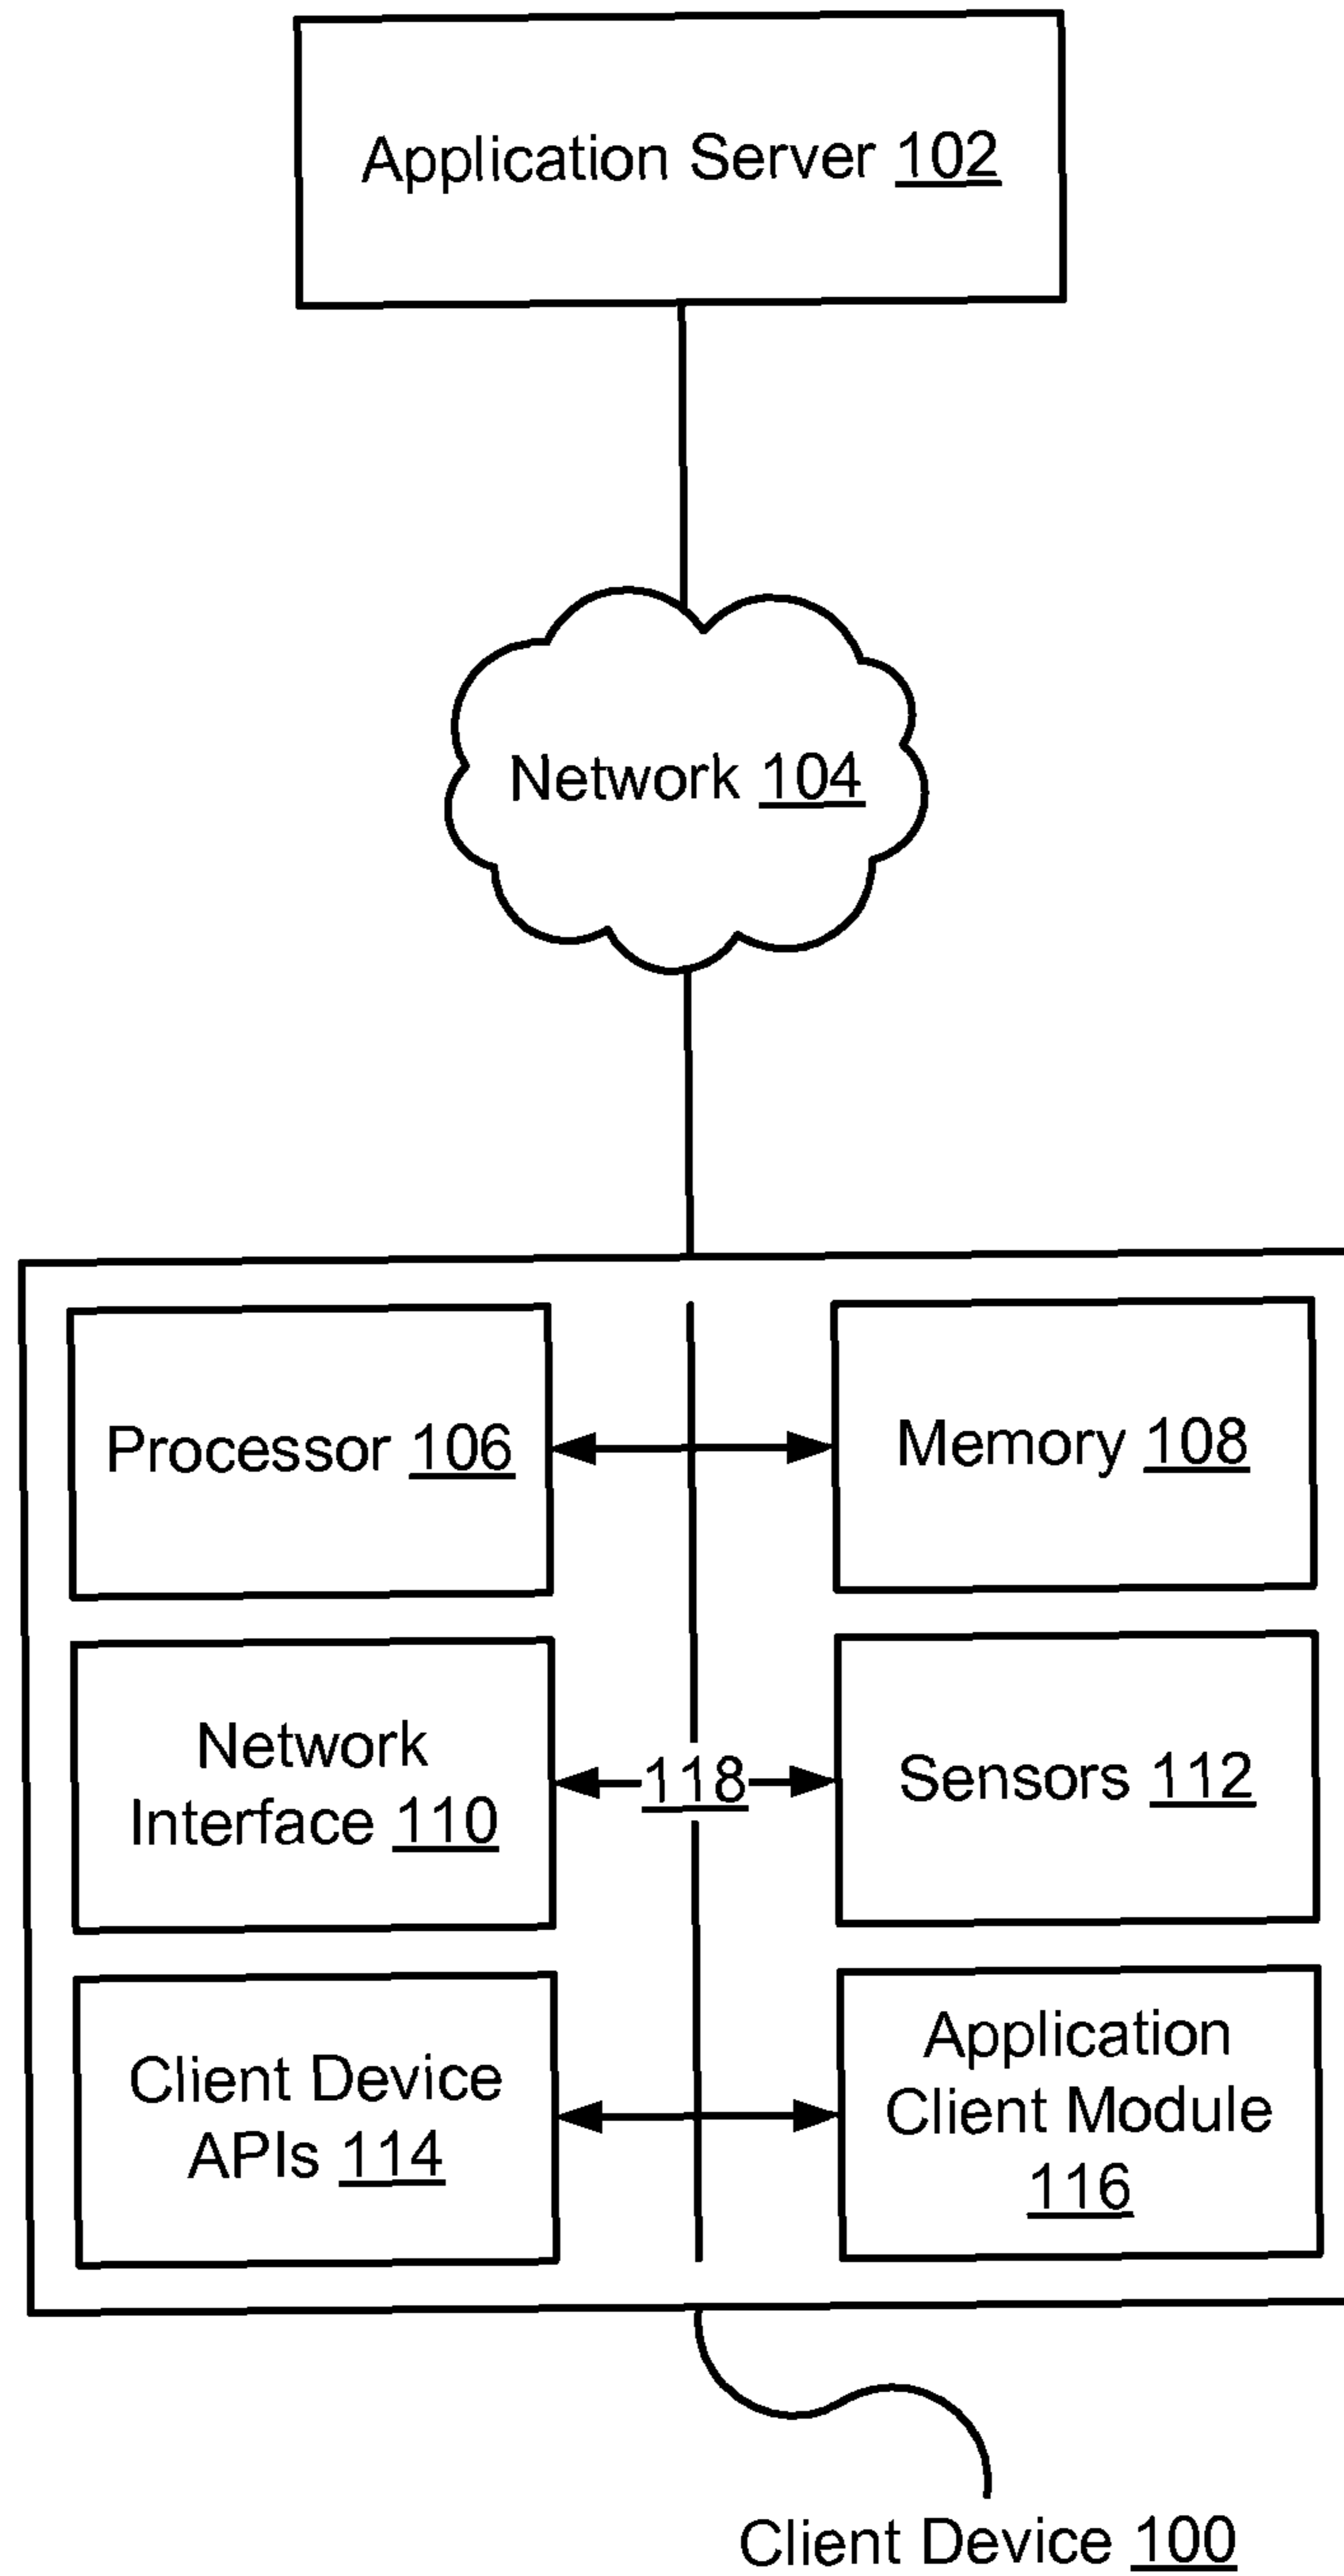 Application Server 102
Network 104
Processor 106
Memory 108
Network
Interface 110
118
Sensors 112
Client Device
APIs 114
Application
Client Module
116
Client Device 100